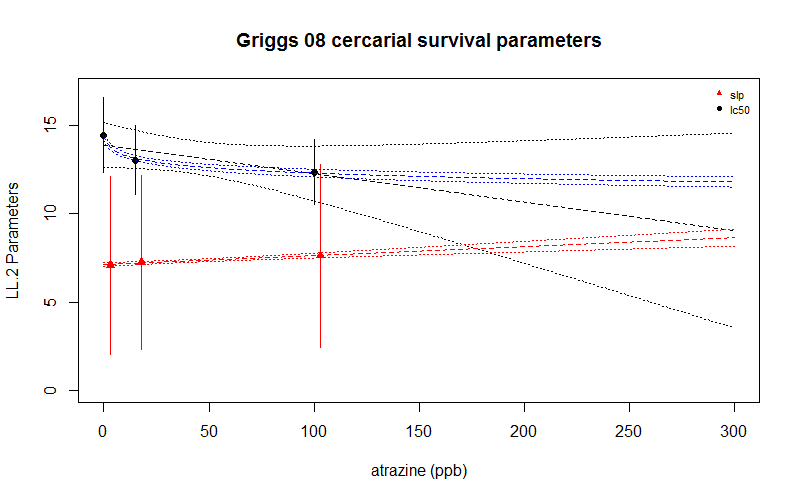 Griggs 08 cercarial survival parameters
slp
lc50
LL.2 Parameters
15
10
5
0
0 50 100 150 200 250 300
atrazine (ppb)